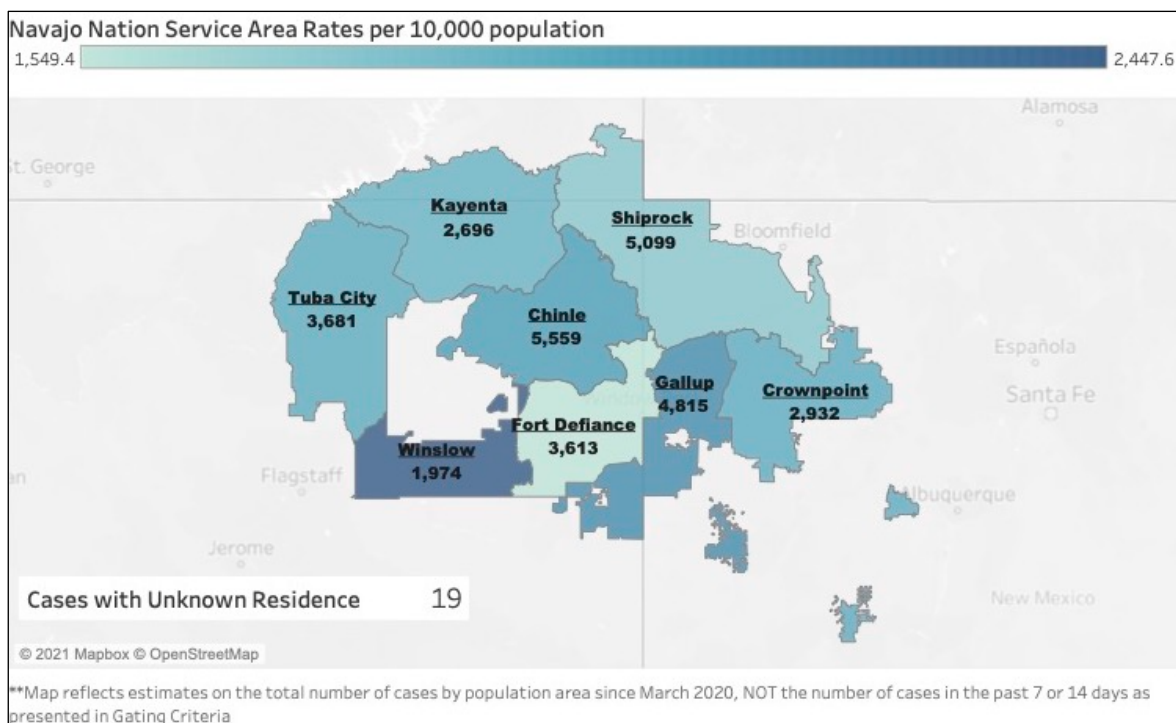 Navajo Nation Service Area Rates per 10,000 population
1,549.4
2,447.6
Alamosa
St. George
Kayenta
2,696
Shiprock
5,099
Bloomfield
Tuba City
3,681
Chinle
5,559
Española
Santa Fe
Gallup
4,815
Crownpoint
2,932
Fort Defiance
3,613
Winslow
1,974
Flagstaff
Albuquerque
Jerome
Cases with Unknown Residence 19
New Mexico
© 2021 Mapbox © OpenStreetMap
**Map reflects estimates on the total number of cases by population area since March 2020, NOT the number of cases in the past 7 or 14 days as
presented in Gating Criteria